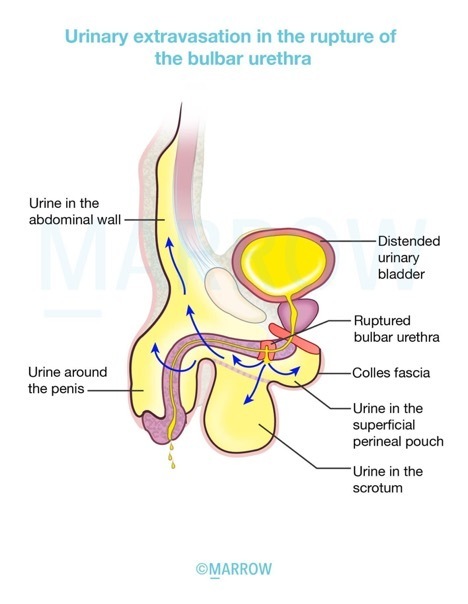 Urinary extravasation in the rupture of
the bulbar urethra
MARROW
Urine in the
abdominal wall
Distended
urinary
bladder
Ruptured
bulbar urethra
Urine around
the penis
Colles fascia
Urine in the
superficial
perineal pouch
Urine in the
scrotum
©MARROW